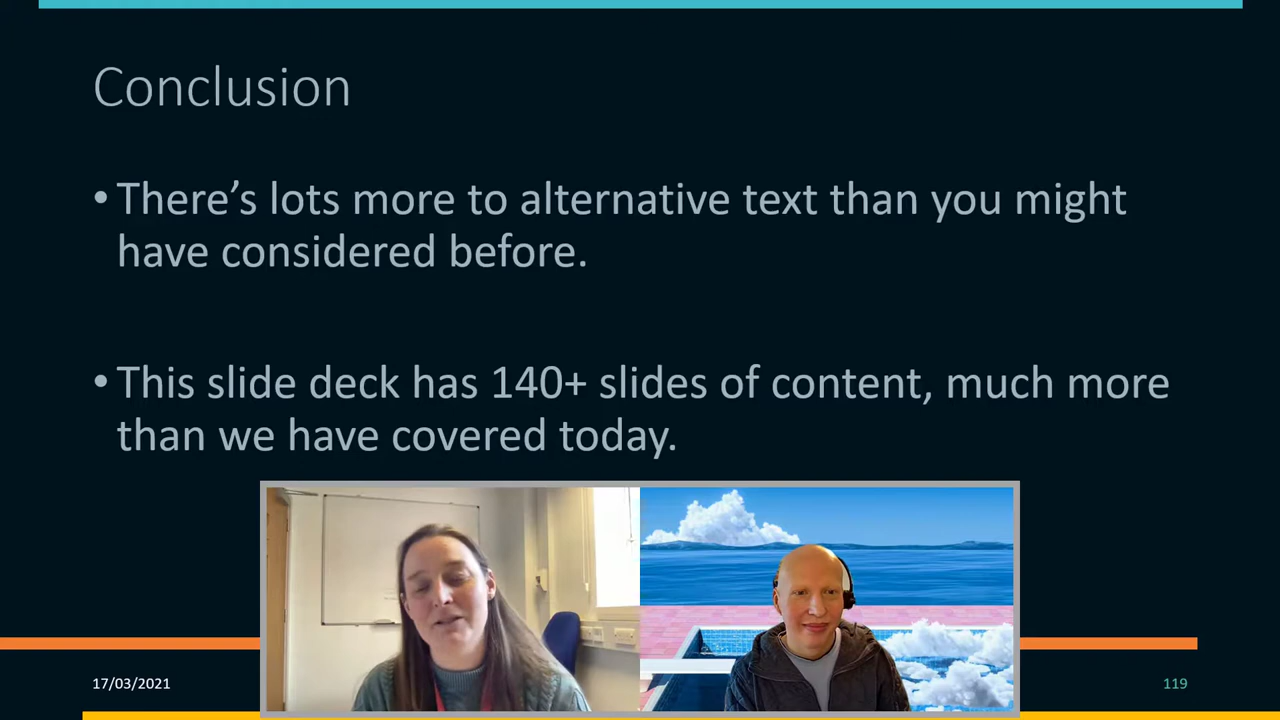 Conclusion
•There’s lots more to alternative text than you might
have considered before.
•This slide deck has 140+ slides of content, much more
than we have covered today.
17/03/2021
119